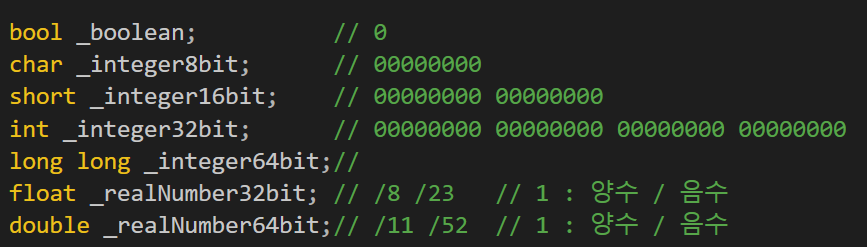 bool _boolean;          // 0
char _integer8bit;      // 00000000
short _integer16bit;    // 00000000 00000000
int _integer32bit;      // 00000000 00000000 00000000 00000000
long long _integer64bit;//
float _realNumber32bit; // /8 /23   // 1 : 양수 / 음수
double _realNumber64bit;// /11 /52  // 1 : 양수 / 음수